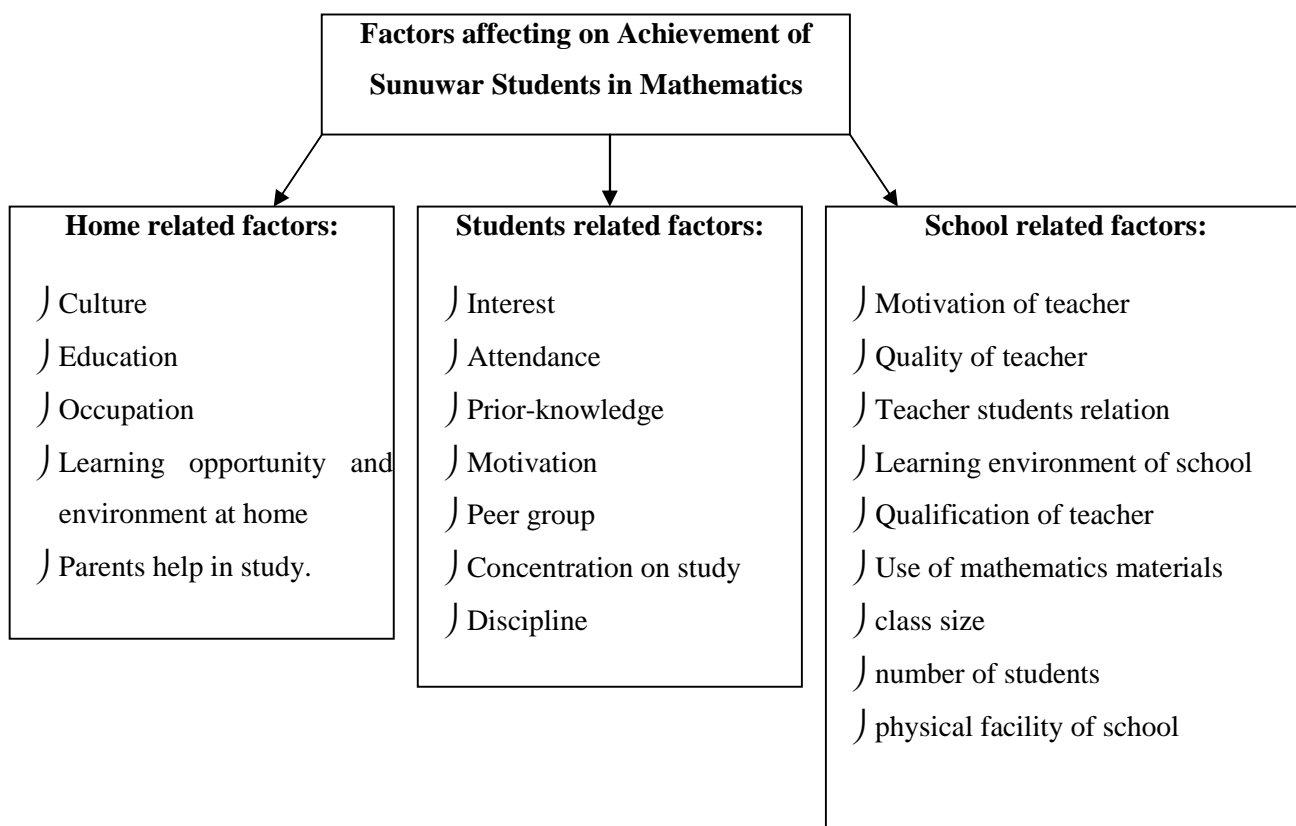 Factors affecting on Achievement of
Sunuwar Students in Mathematics
Home related factors:
Culture
Education
Occupation
Learning opportunity and
environment at home
Parents help in study.
Students related factors:
Interest
Attendance
Prior-knowledge
Motivation
Peer group
Concentration on study
Discipline
School related factors:
Motivation of teacher
Quality of teacher
Teacher students relation
Learning environment of school
Qualification of teacher
Use of mathematics materials
class size
number of students
physical facility of school